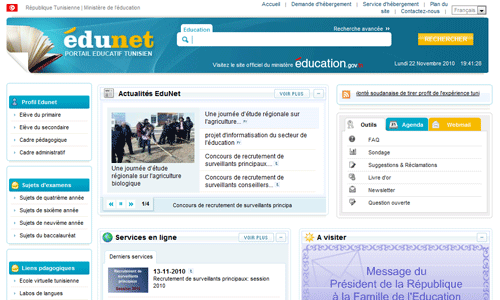 République Tunisienne | Ministère de l'éducation
Accueil
Demande d'hébergement
Service d'hébergement
Plan du site
Contactez-nous
Français
édunet
PORTAIL EDUCATIF TUNISIEN
Education
Recherche avancée
RECHERCHER
Visitez le site officiel du ministère éducation.gov
Lundi 22 Novembre 2010
19:41:28
Profil Edunet
Elève du primaire
Elève du secondaire
Cadre pédagogique
Cadre administratif
Sujets d'examens
Sujets de quatrième année
Sujets de sixième année
Sujets de neuvième année
Sujets du baccalauréat
Liens pédagogiques
Ecole virtuelle tunisienne
Labos de langues
Actualités EduNet
VOIR PLUS
Une journée d'étude régionale sur l'agriculture biologique
Une journée d'étude régionale sur l'agriculture...
projet d'informatisation du secteur de l'éducation
Concours de recrutement de surveillants principaux...
Concours de recrutement de surveillants conseillers...
1/4
Concours de recrutement de surveillants principa
Services en ligne
VOIR PLUS
Derniers services
Recrutement de surveillants principaux
Session 2010
13-11-2010
Recrutement de surveillants principaux: session 2010
lonté soudanaise de tirer profit de l'expérience tuni
Outils
Agenda
Webmail
FAQ
Sondage
Suggestions & Réclamations
Livre d'or
Newsletter
Question ouverte
A visiter
Message du
Président de la République
à la Famille de l'Education